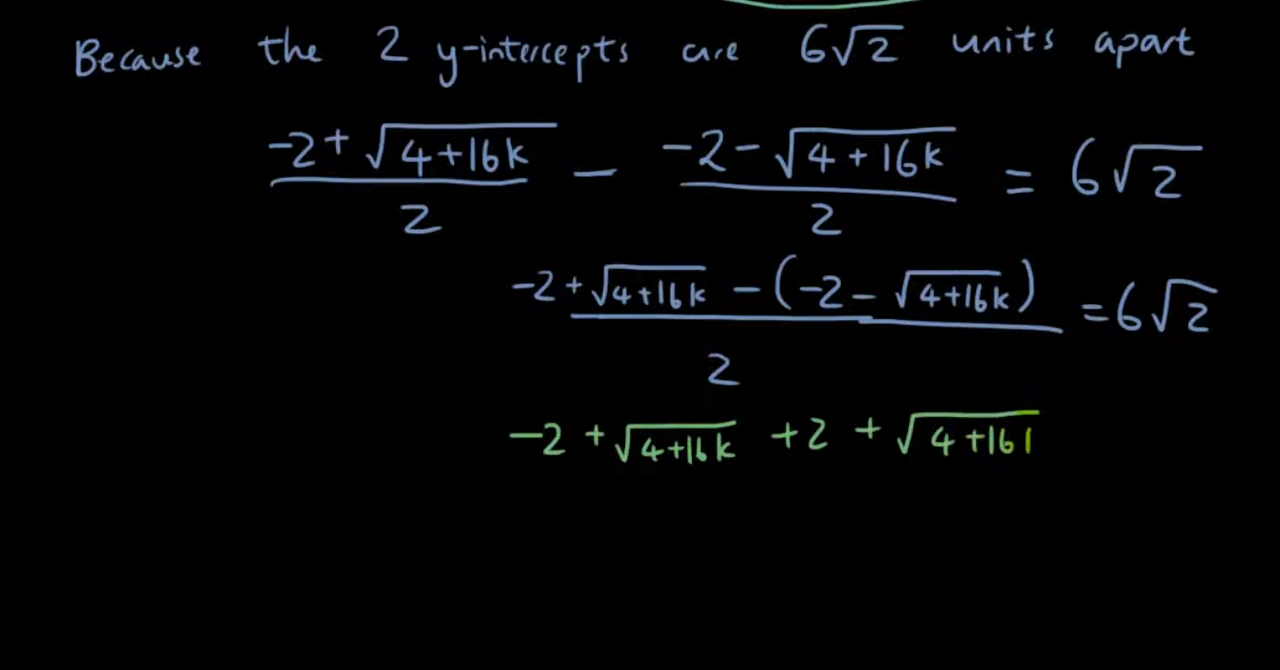 Because the 2 y-intercepts are 6√2 units apart
(-2+√(4+16k))/2 - (-2-√(4+16k))/2 = 6√2
(-2+√(4+16k) - (-2-√(4+16k)))/2 = 6√2
-2+√(4+16k) +2 + √(4+161